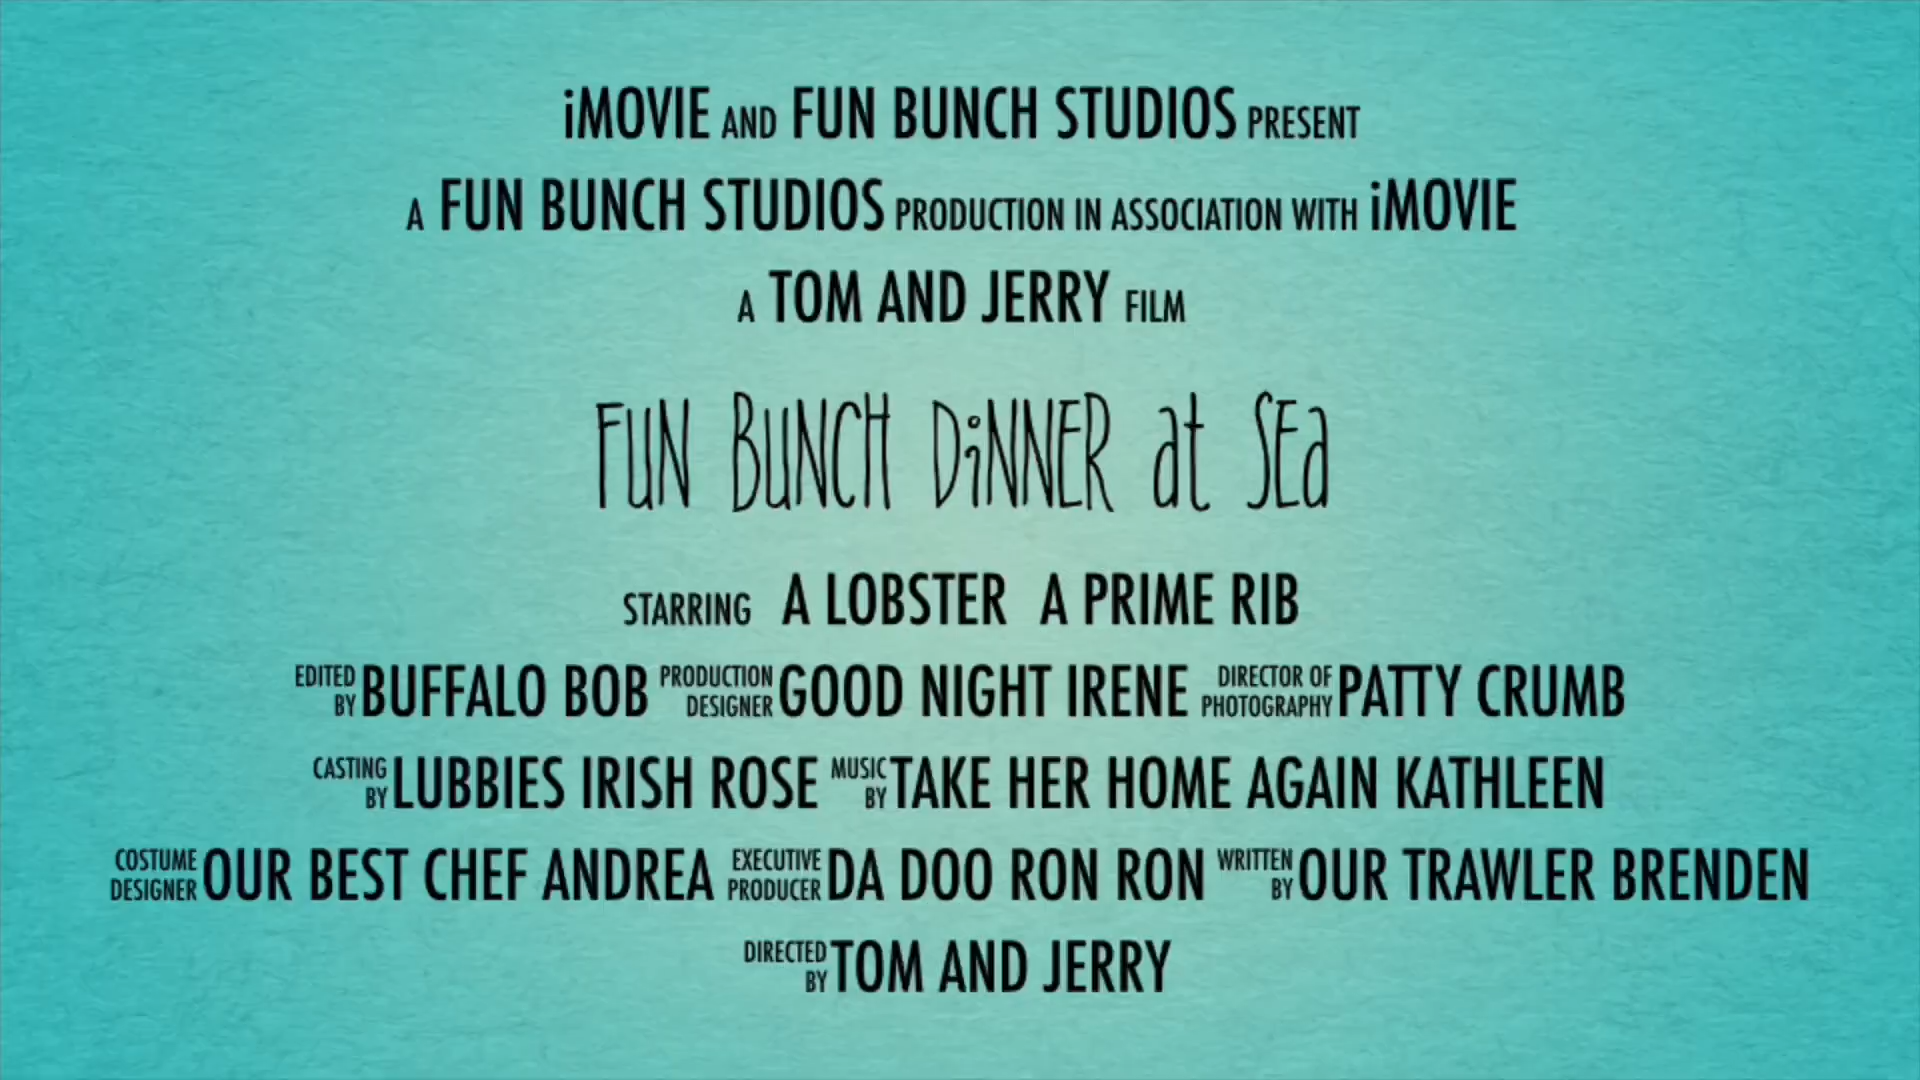 iMOVIE AND FUN BUNCH STUDIOS PRESENT
A FUN BUNCH STUDIOS PRODUCTION IN ASSOCIATION WITH iMOVIE
A TOM AND JERRY FILM
FUN BUNCH DiNNER at SEa
STARRING A LOBSTER A PRIME RIB
EDITED BY BUFFALO BOB PRODUCTION DESIGNER GOOD NIGHT IRENE DIRECTOR OF PHOTOGRAPHY PATTY CRUMB
CASTING BY LUBBIES IRISH ROSE MUSIC BY TAKE HER HOME AGAIN KATHLEEN
COSTUME DESIGNER OUR BEST CHEF ANDREA EXECUTIVE PRODUCER DA DOO RON RON WRITTEN BY OUR TRAWLER BRENDEN
DIRECTED BY TOM AND JERRY